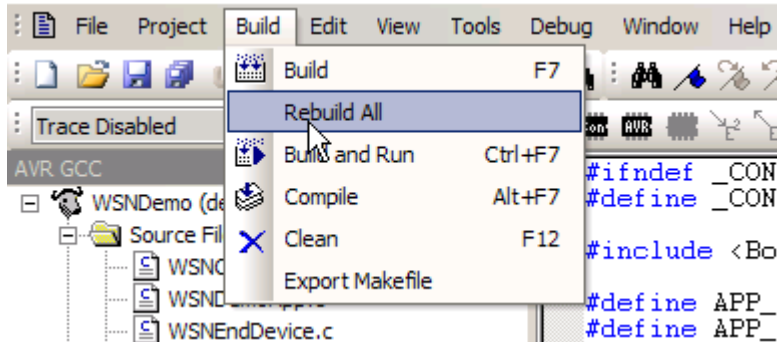 File Project Build Edit View Tools Debug Window Help
Build F7
Trace Disabled Rebuild All
AVR GCC Build and Run Ctrl+F7
#ifndef _CON
WSNDemo (de Compile Alt+F7
#define _CON
Source Fil Clean F12
#include <Bo
Export Makefile
#define APP_
WSNEndDevice.c
#define APP_